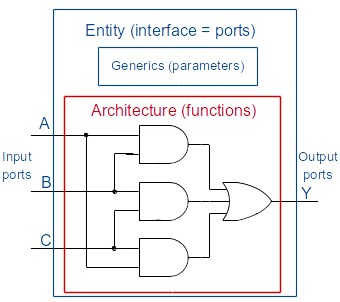 Entity (interface = ports)
Generics (parameters)
Architecture (functions)
A
Input
ports
B
Output
ports
Y
C